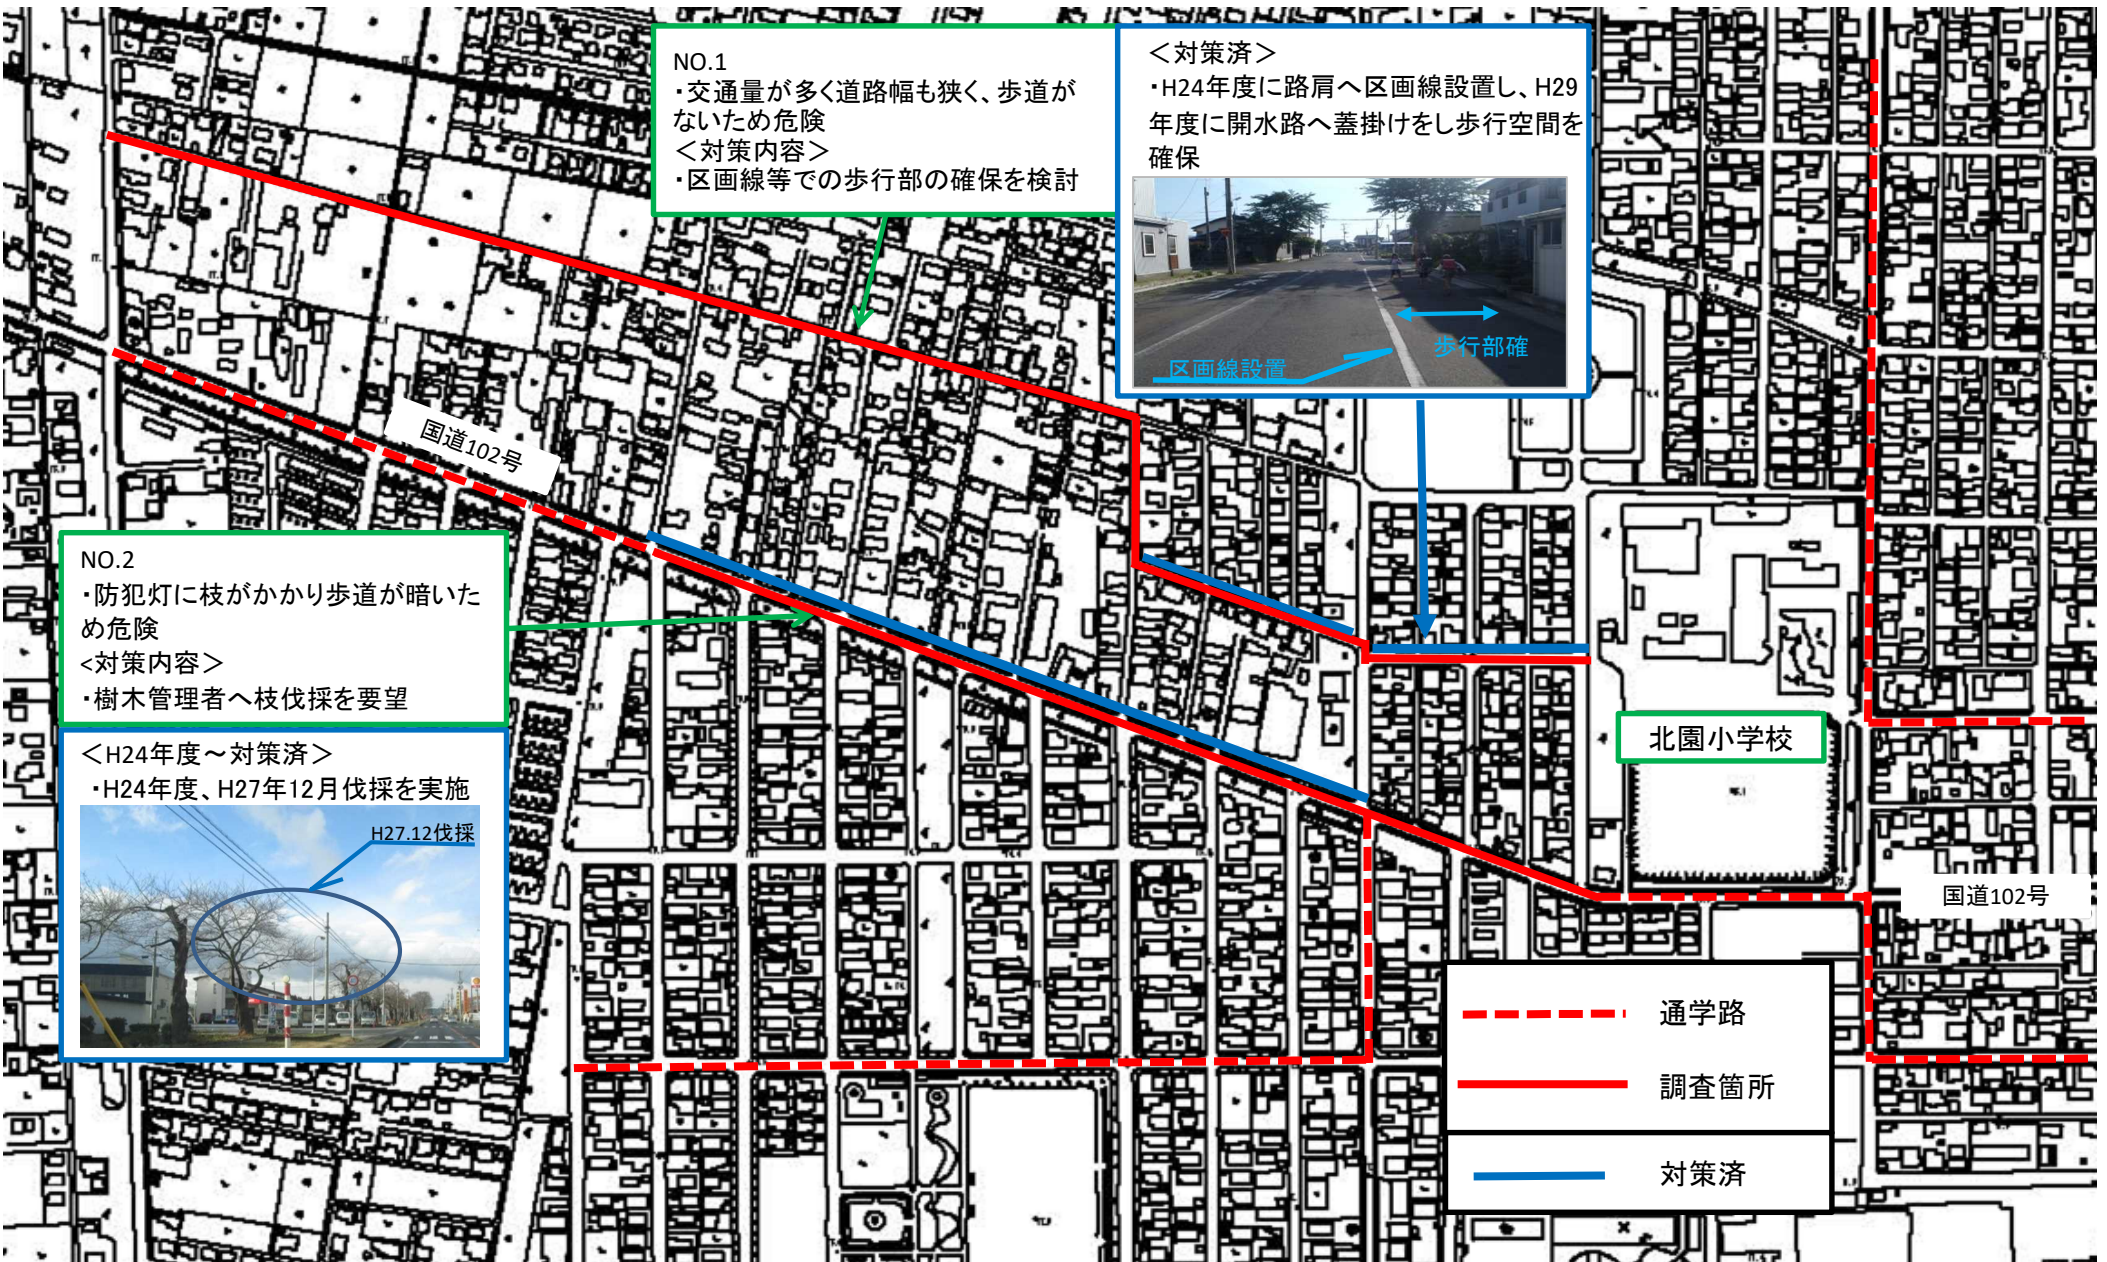 NO.1
・交通量が多く道路幅も狭く、歩道が
ないため危険
＜対策内容＞
・区画線等での歩行部の確保を検討
＜対策済＞
・H24年度に路肩へ区画線設置し、H29
年度に開水路へ蓋掛けをし歩行空間を
確保
歩行部確
区画線設置
国道102号
NO.2
・防犯灯に枝がかかり歩道が暗いた
め危険
<対策内容＞
・樹木管理者へ枝伐採を要望
＜H24年度～対策済＞
・H24年度、H27年12月伐採を実施
H27.12伐採
北園小学校
国道102号
通学路
調査箇所
対策済